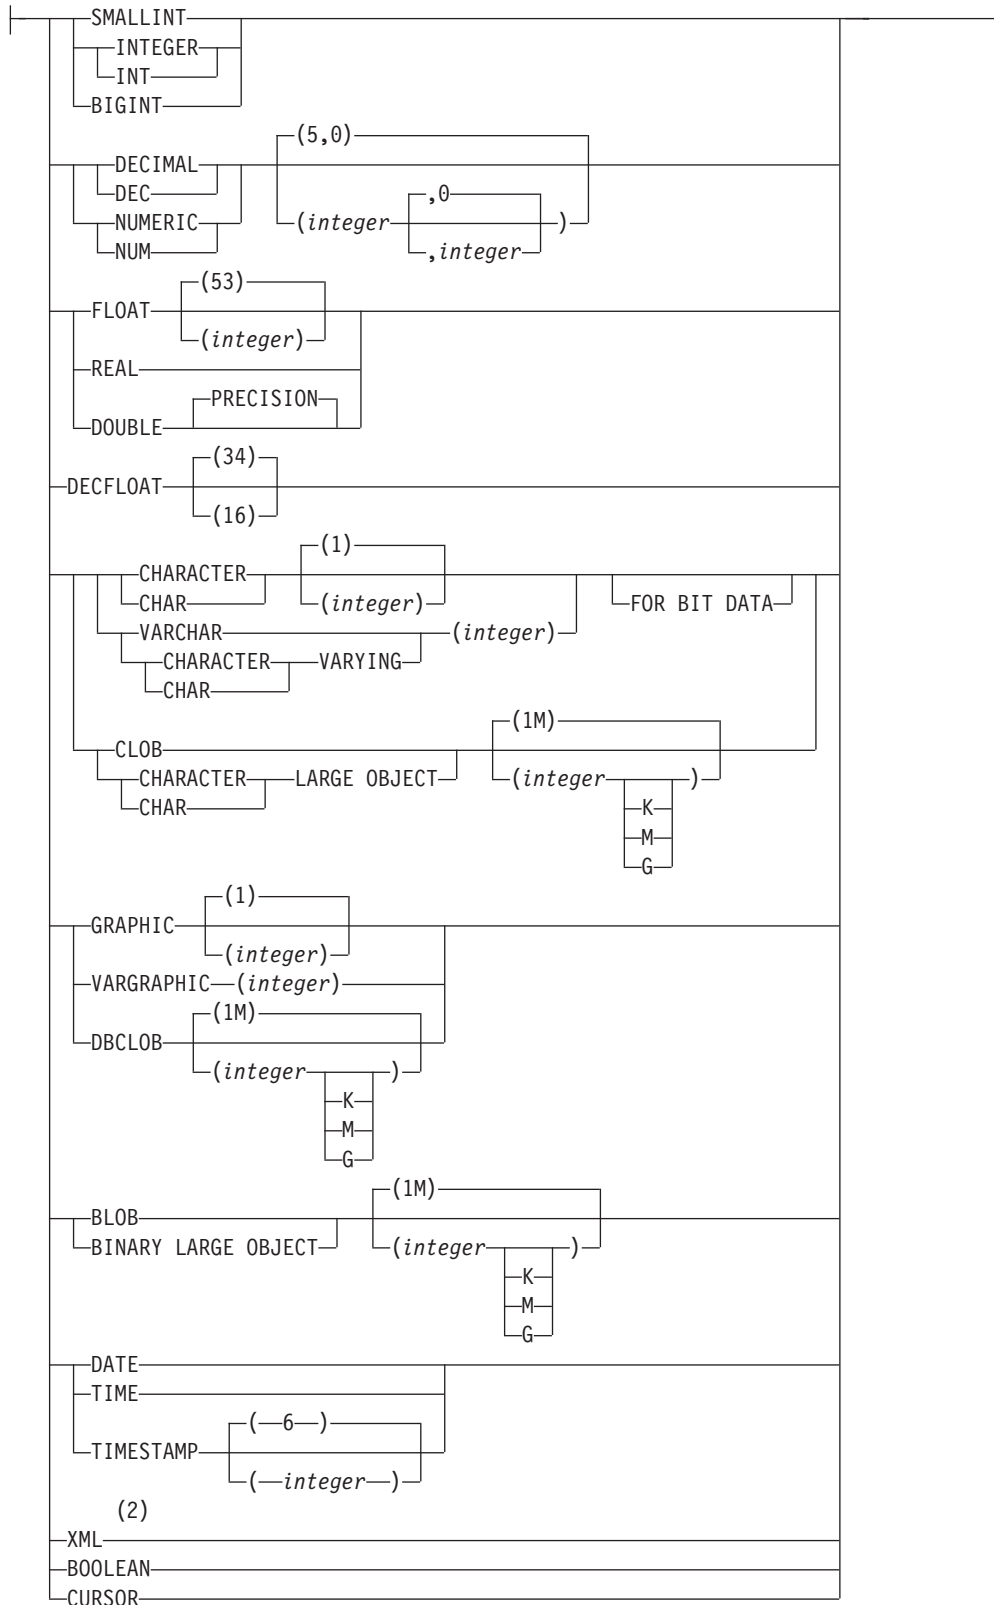 SMALLINT
INTEGER
INT
BIGINT
(5,0)
DECIMAL
DEC
,0
NUMERIC
(integer
)
NUM
,integer
(53)
FLOAT
(integer)
REAL
PRECISION
DOUBLE
(34)
DECFLOAT
(16)
(1)
CHARACTER
CHAR
(integer)
FOR BIT DATA
VARCHAR
(integer)
CHARACTER
VARYING
CHAR
(1M)
CLOB
CHARACTER
LARGE OBJECT
(integer
)
CHAR
K
M
G
(1)
GRAPHIC
(integer)
VARGRAPHIC
(integer)
(1M)
DBCLOB
(integer
)
K
M
G
(1M)
BLOB
BINARY LARGE OBJECT
(integer
)
K
M
G
DATE
TIME
( 6 )
TIMESTAMP
( integer )
(2)
XML
BOOLEAN
CURSOR